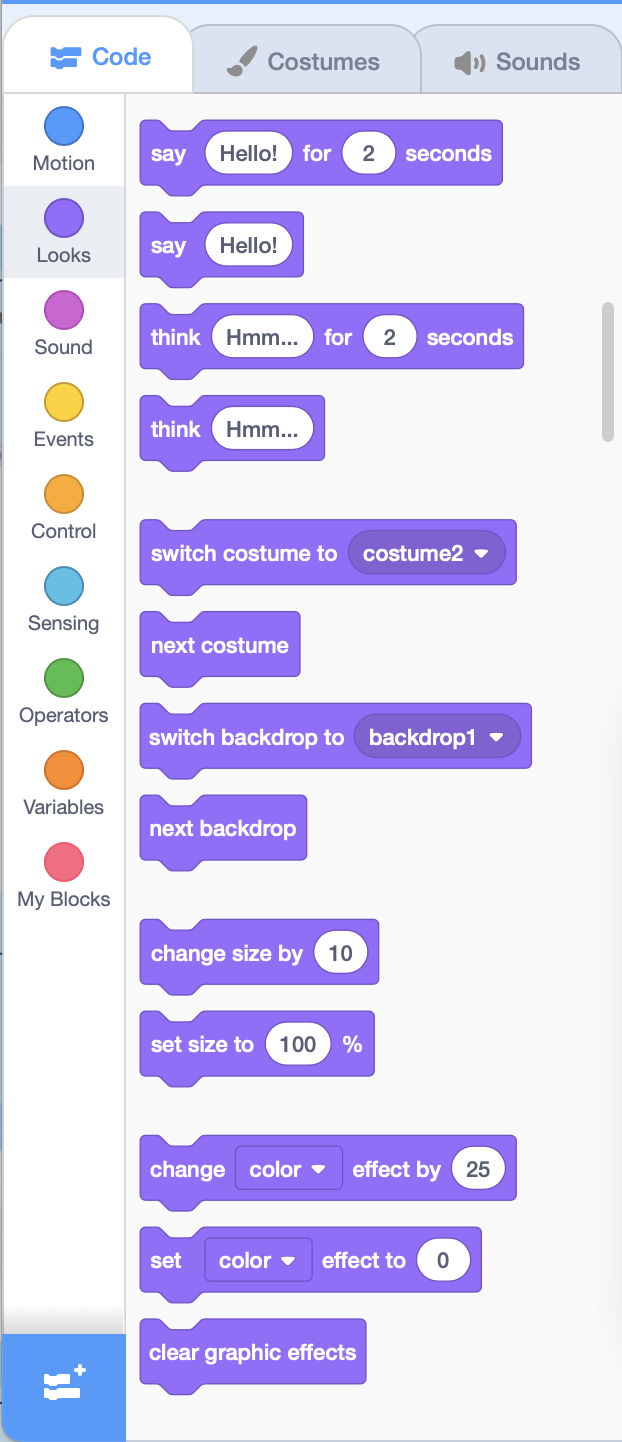 Code Costumes Sounds
Motion
Looks
Sound
Events
Control
Sensing
Operators
Variables
My Blocks
say Hello! for 2 seconds
say Hello!
think Hmm... for 2 seconds
think Hmm...
switch costume to costume2
next costume
switch backdrop to backdrop1
next backdrop
change size by 10
set size to 100 %
change color effect by 25
set color effect to 0
clear graphic effects